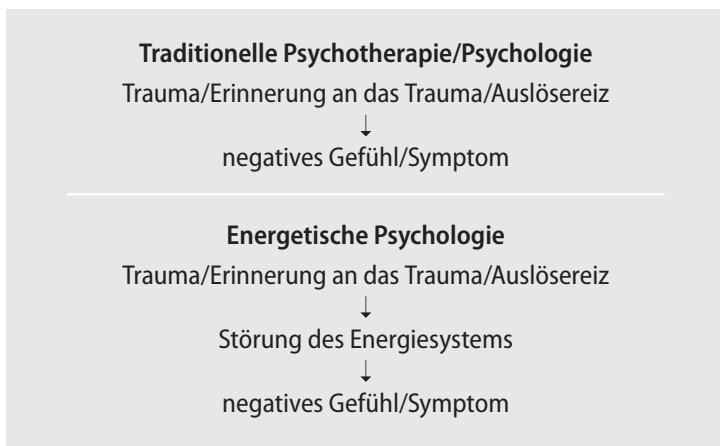 Traditionelle Psychotherapie/Psychologie
Trauma/Erinnerung an das Trauma/Auslösereiz
↓
negatives Gefühl/Symptom
Energetische Psychologie
Trauma/Erinnerung an das Trauma/Auslösereiz
↓
Störung des Energiesystems
↓
negatives Gefühl/Symptom